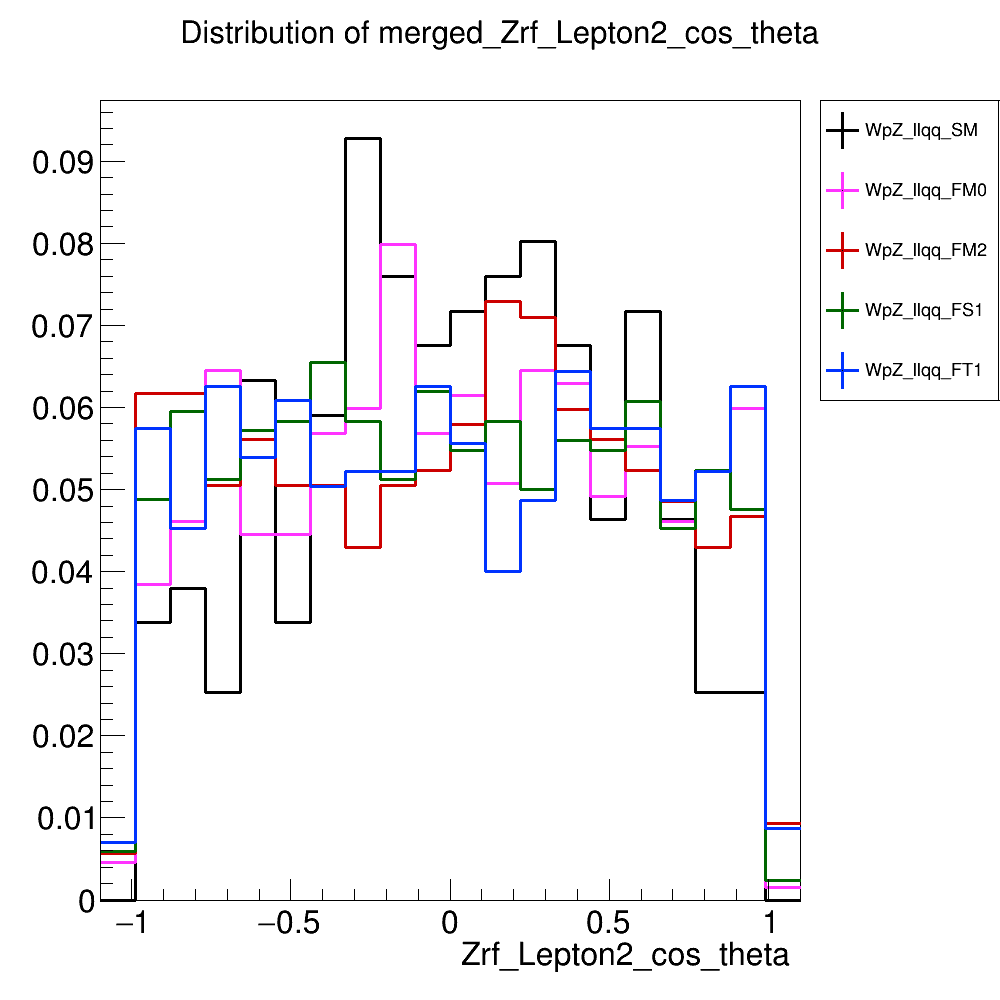 Distribution of merged_Zrf_Lepton2_cos_theta
WpZ_llqq_SM
WpZ_llqq_FM0
WpZ_llqq_FM2
WpZ_llqq_FS1
WpZ_llqq_FT1
0.09
0.08
0.07
0.06
0.05
0.04
0.03
0.02
0.01
0
−1 −0.5 0 0.5 1
Zrf_Lepton2_cos_theta